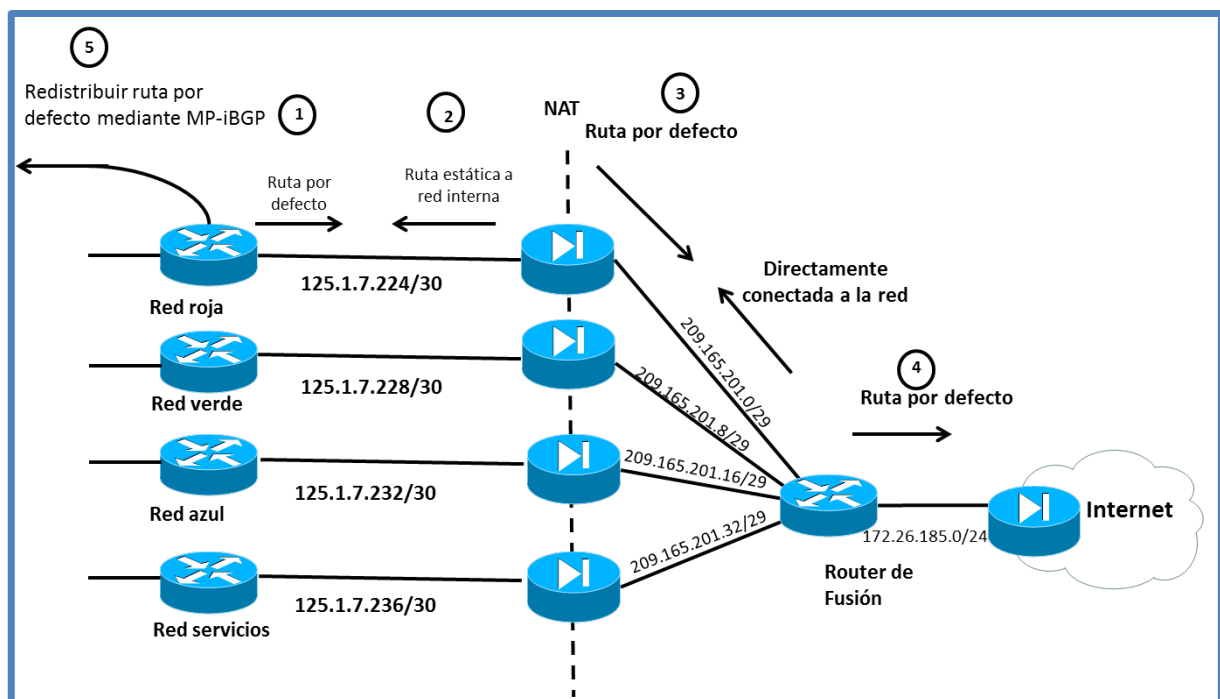 5
Redistribuir ruta por
defecto mediante MP-iBGP
1
Ruta por
defecto
2
Ruta estática a
red interna
NAT
3
Ruta por defecto
Directamente
conectada a la red
4
Ruta por defecto
Red roja
125.1.7.224/30
209.165.201.0/29
Red verde
125.1.7.228/30
209.165.201.8/29
Red azul
125.1.7.232/30
209.165.201.16/29
Red servicios
125.1.7.236/30
209.165.201.32/29
Router de
Fusión
172.26.185.0/24
Internet